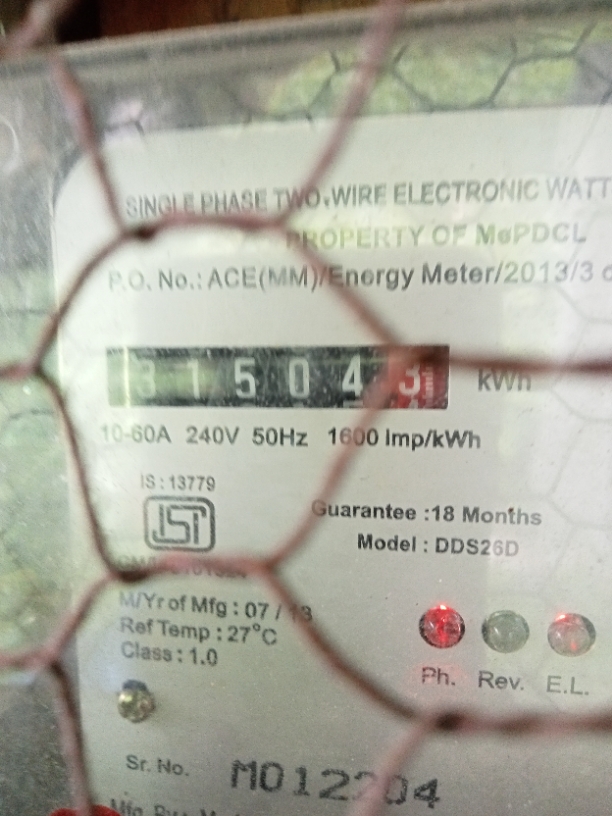 SINGLE PHASE TWO-WIRE ELECTRONIC WATT
PROPERTY OF MePDCL
P.O. No.: ACE(MM)/Energy Meter/2013/3
315043 kWh
10-60A 240V 50Hz 1600 Imp/kWh
IS : 13779
ISI
Guarantee :18 Months
Model : DDS26D
M/Yr of Mfg : 07 / 13
Ref Temp : 27°C
Class : 1.0
Ph. Rev. E.L.
Sr. No.